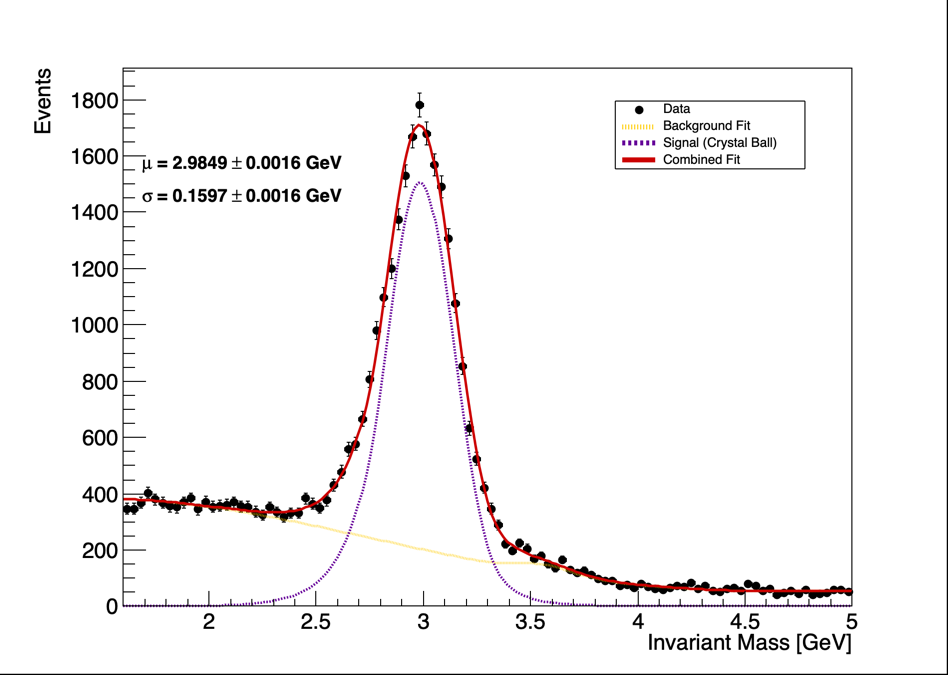 Events
1800
1600
1400
1200
1000
800
600
400
200
0
μ = 2.9849 ± 0.0016 GeV
σ = 0.1597 ± 0.0016 GeV
Data
Background Fit
Signal (Crystal Ball)
Combined Fit
2 2.5 3 3.5 4 4.5 5
Invariant Mass [GeV]